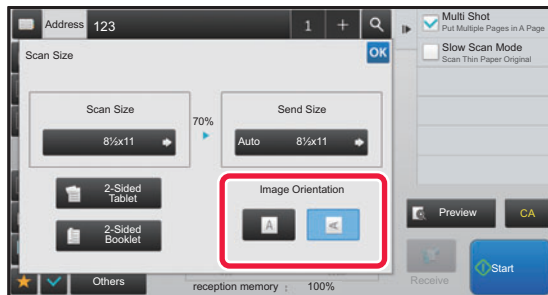 Address 123
1 +
Multi Shot
Put Multiple Pages in A Page
Slow Scan Mode
Scan Thin Paper Original
Scan Size
OK
Scan Size
8½x11
70%
Send Size
Auto 8½x11
2-Sided
Tablet
2-Sided
Booklet
Image Orientation
A
A
Preview
CA
Others
reception memory : 100%
Receive
Start